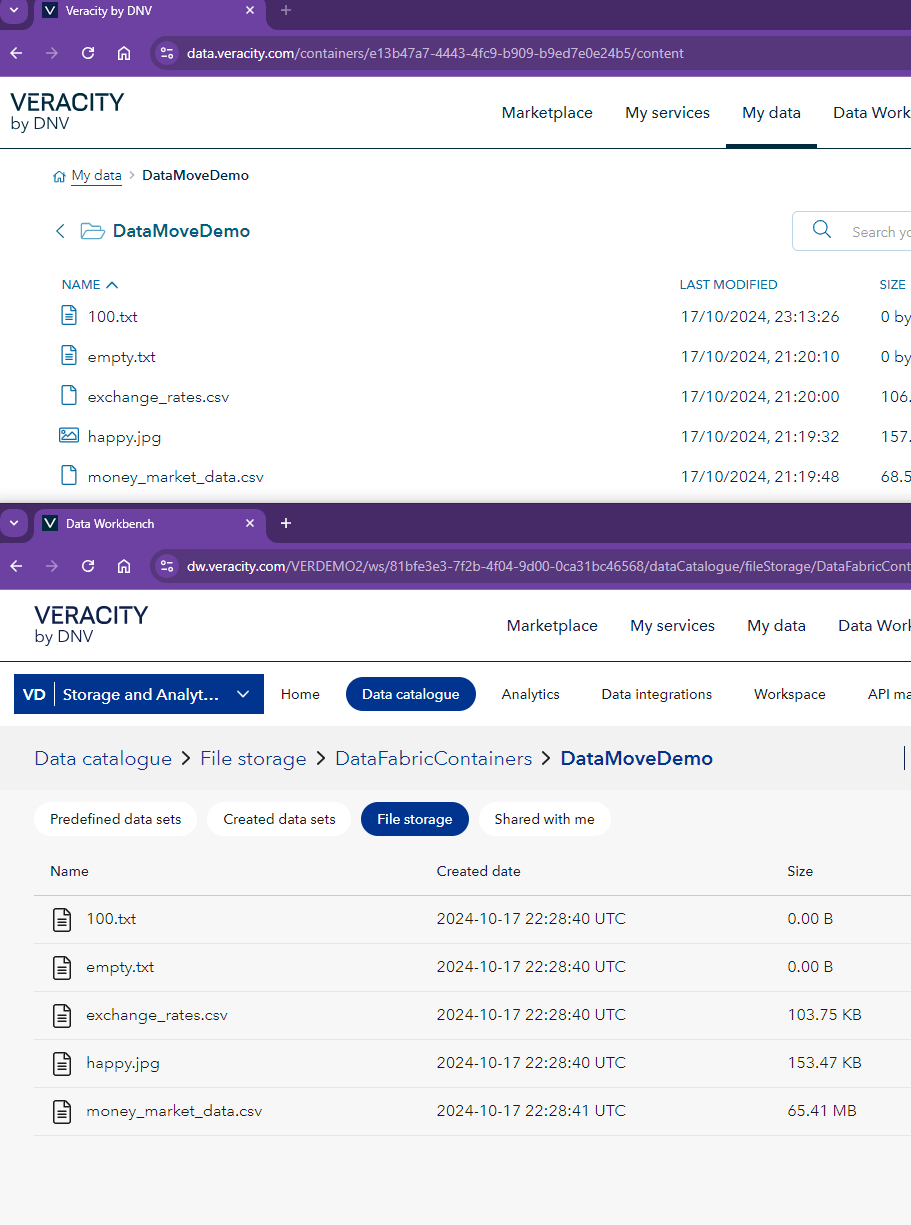 Veracity by DNV
data.veracity.com/containers/e13b47a7-4443-4fc9-b909-b9ed7e0e24b5/content
VERACITY
by DNV
Marketplace My services My data Data Work
My data > DataMoveDemo
DataMoveDemo
Search yo
NAME LAST MODIFIED SIZE
100.txt 17/10/2024, 23:13:26 0 by
empty.txt 17/10/2024, 21:20:10 0 by
exchange_rates.csv 17/10/2024, 21:20:00 106.
happy.jpg 17/10/2024, 21:19:32 157.
money_market_data.csv 17/10/2024, 21:19:48 68.5
Data Workbench
dw.veracity.com/VERDEMO2/ws/81bfe3e3-7f2b-4f04-9d00-0ca31bc46568/dataCatalogue/fileStorage/DataFabricCont
VERACITY
by DNV
Marketplace My services My data Data Work
VD Storage and Analyt... Home Data catalogue Analytics Data integrations Workspace API ma
Data catalogue > File storage > DataFabricContainers > DataMoveDemo
Predefined data sets Created data sets File storage Shared with me
Name Created date Size
100.txt 2024-10-17 22:28:40 UTC 0.00 B
empty.txt 2024-10-17 22:28:40 UTC 0.00 B
exchange_rates.csv 2024-10-17 22:28:40 UTC 103.75 KB
happy.jpg 2024-10-17 22:28:40 UTC 153.47 KB
money_market_data.csv 2024-10-17 22:28:41 UTC 65.41 MB